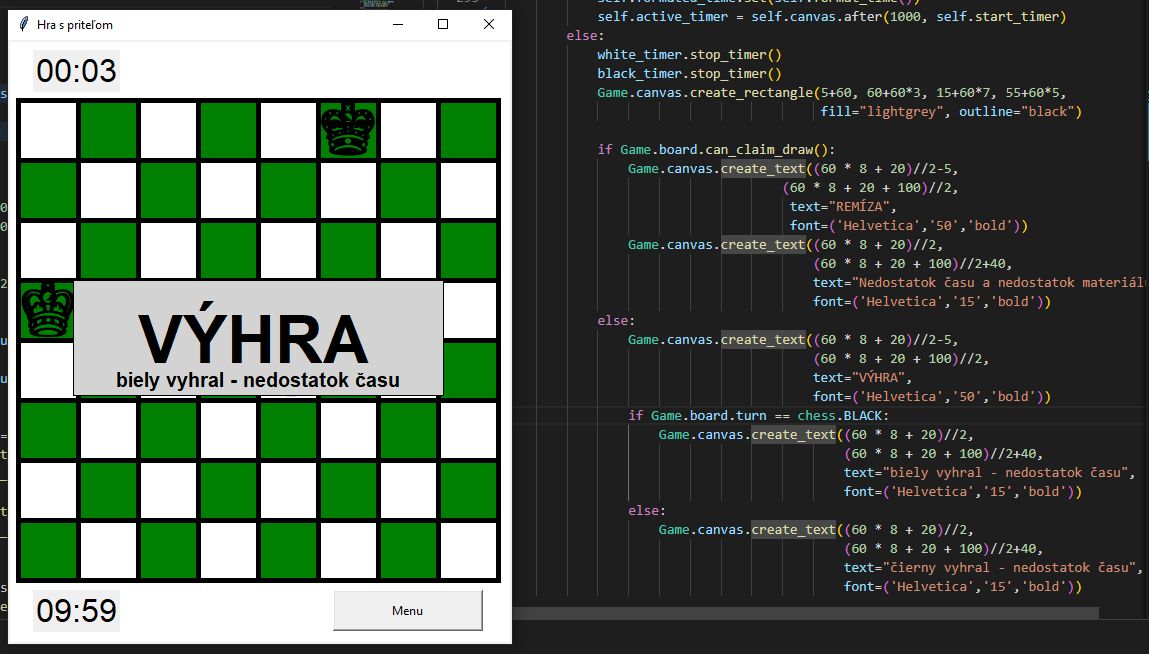 Hra s priteľom
00:03
VÝHRA
biely vyhral - nedostatok času
09:59
Menu
self.active_timer = self.canvas.after(1000, self.start_timer)
else:
white_timer.stop_timer()
black_timer.stop_timer()
Game.canvas.create_rectangle(5+60, 60+60*3, 15+60*7, 55+60*5,
fill="lightgrey", outline="black")
if Game.board.can_claim_draw():
Game.canvas.create_text((60 * 8 + 20)//2-5,
(60 * 8 + 20 + 100)//2,
text="REMÍZA",
font=('Helvetica','50','bold'))
Game.canvas.create_text((60 * 8 + 20)//2,
(60 * 8 + 20 + 100)//2+40,
text="Nedostatok času a nedostatok materiálu
font=('Helvetica','15','bold'))
else:
Game.canvas.create_text((60 * 8 + 20)//2-5,
(60 * 8 + 20 + 100)//2,
text="VÝHRA",
font=('Helvetica','50','bold'))
if Game.board.turn == chess.BLACK:
Game.canvas.create_text((60 * 8 + 20)//2,
(60 * 8 + 20 + 100)//2+40,
text="biely vyhral - nedostatok času",
font=('Helvetica','15','bold'))
else:
Game.canvas.create_text((60 * 8 + 20)//2,
(60 * 8 + 20 + 100)//2+40,
text="čierny vyhral - nedostatok času",
font=('Helvetica','15','bold'))